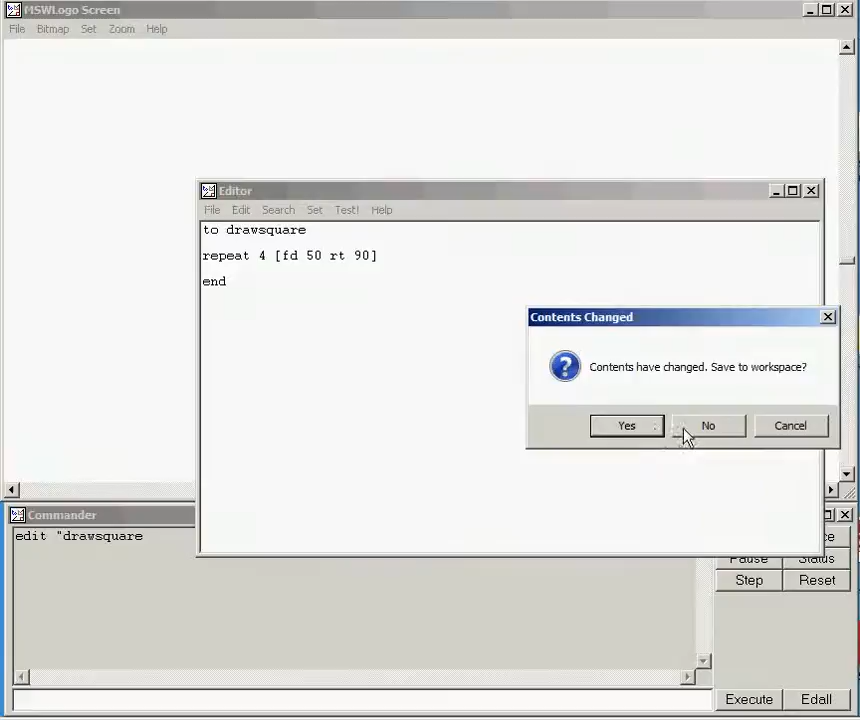 MSWLogo Screen
File Bitmap Set Zoom Help
Editor
File Edit Search Set Test! Help
to drawsquare
repeat 4 [fd 50 rt 90]
end
Contents Changed
Contents have changed. Save to workspace?
Yes No Cancel
Commander
edit "drawsquare
Pause Status
Step Reset
Execute Edall